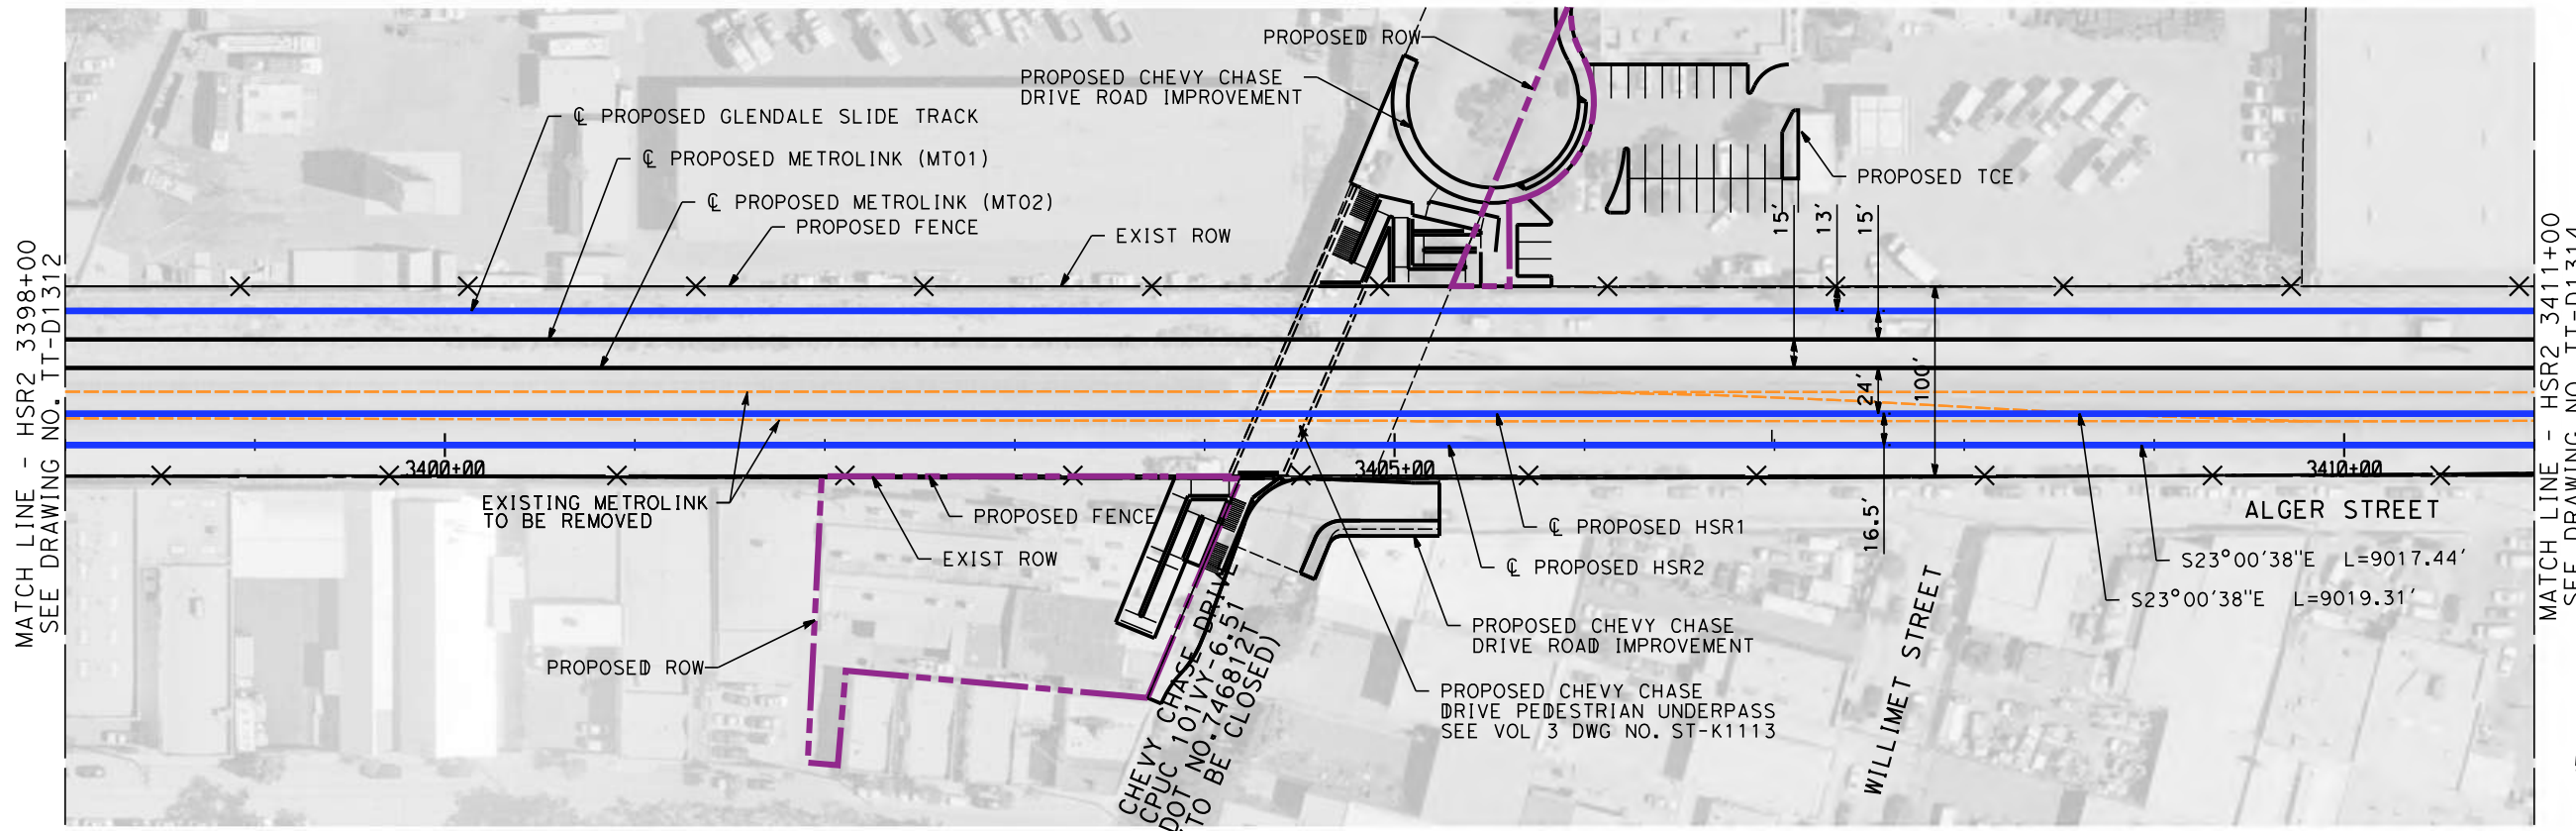 PROPOSED ROW
PROPOSED CHEVY CHASE
DRIVE ROAD IMPROVEMENT
℄ PROPOSED GLENDALE SLIDE TRACK
℄ PROPOSED METROLINK (MT01)
℄ PROPOSED METROLINK (MT02)
PROPOSED FENCE
EXIST ROW
PROPOSED TCE
15'
13'
15'
MATCH LINE - HSR2 3398+00
SEE DRAWING NO. TT-D1312
MATCH LINE - HSR2 3411+00
SEE DRAWING NO. TT-D1314
24'
100'
16.5'
3400+00
3405+00
3410+00
EXISTING METROLINK
TO BE REMOVED
PROPOSED FENCE
EXIST ROW
PROPOSED ROW
℄ PROPOSED HSR1
℄ PROPOSED HSR2
ALGER STREET
S23°00'38"E L=9017.44'
S23°00'38"E L=9019.31'
WILLIMET STREET
PROPOSED CHEVY CHASE
DRIVE ROAD IMPROVEMENT
PROPOSED CHEVY CHASE
DRIVE PEDESTRIAN UNDERPASS
SEE VOL 3 DWG NO. ST-K1113
CHEVY CHASE DRIVE
CPUC 101VY-6.51
DOT NO.746812T
TO BE CLOSED)